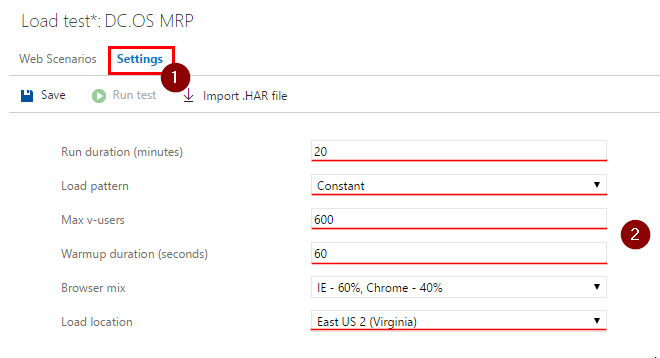 Load test*: DC.OS MRP
Web Scenarios Settings
1
Save Run test Import .HAR file
Run duration (minutes) 20
Load pattern Constant
Max v-users 600
2
Warmup duration (seconds) 60
Browser mix IE - 60%, Chrome - 40%
Load location East US 2 (Virginia)